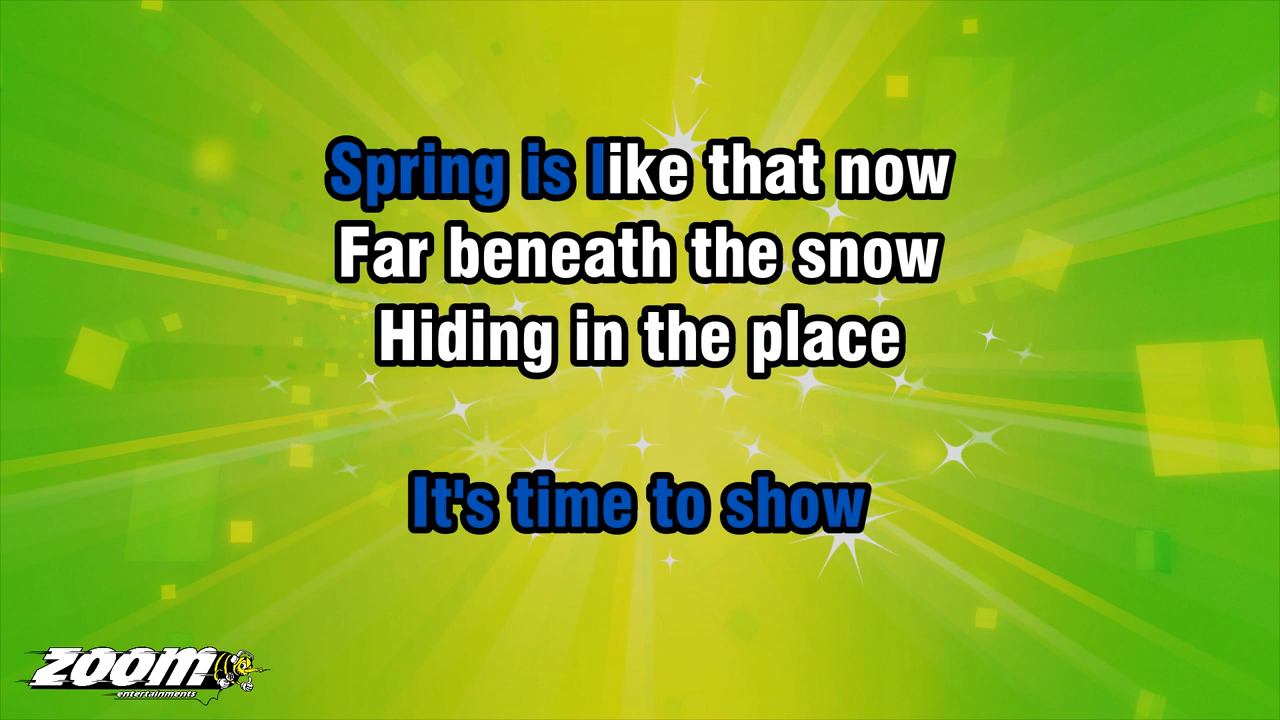 Spring is like that now
Far beneath the snow
Hiding in the place
It's time to show
zoom
entertainments